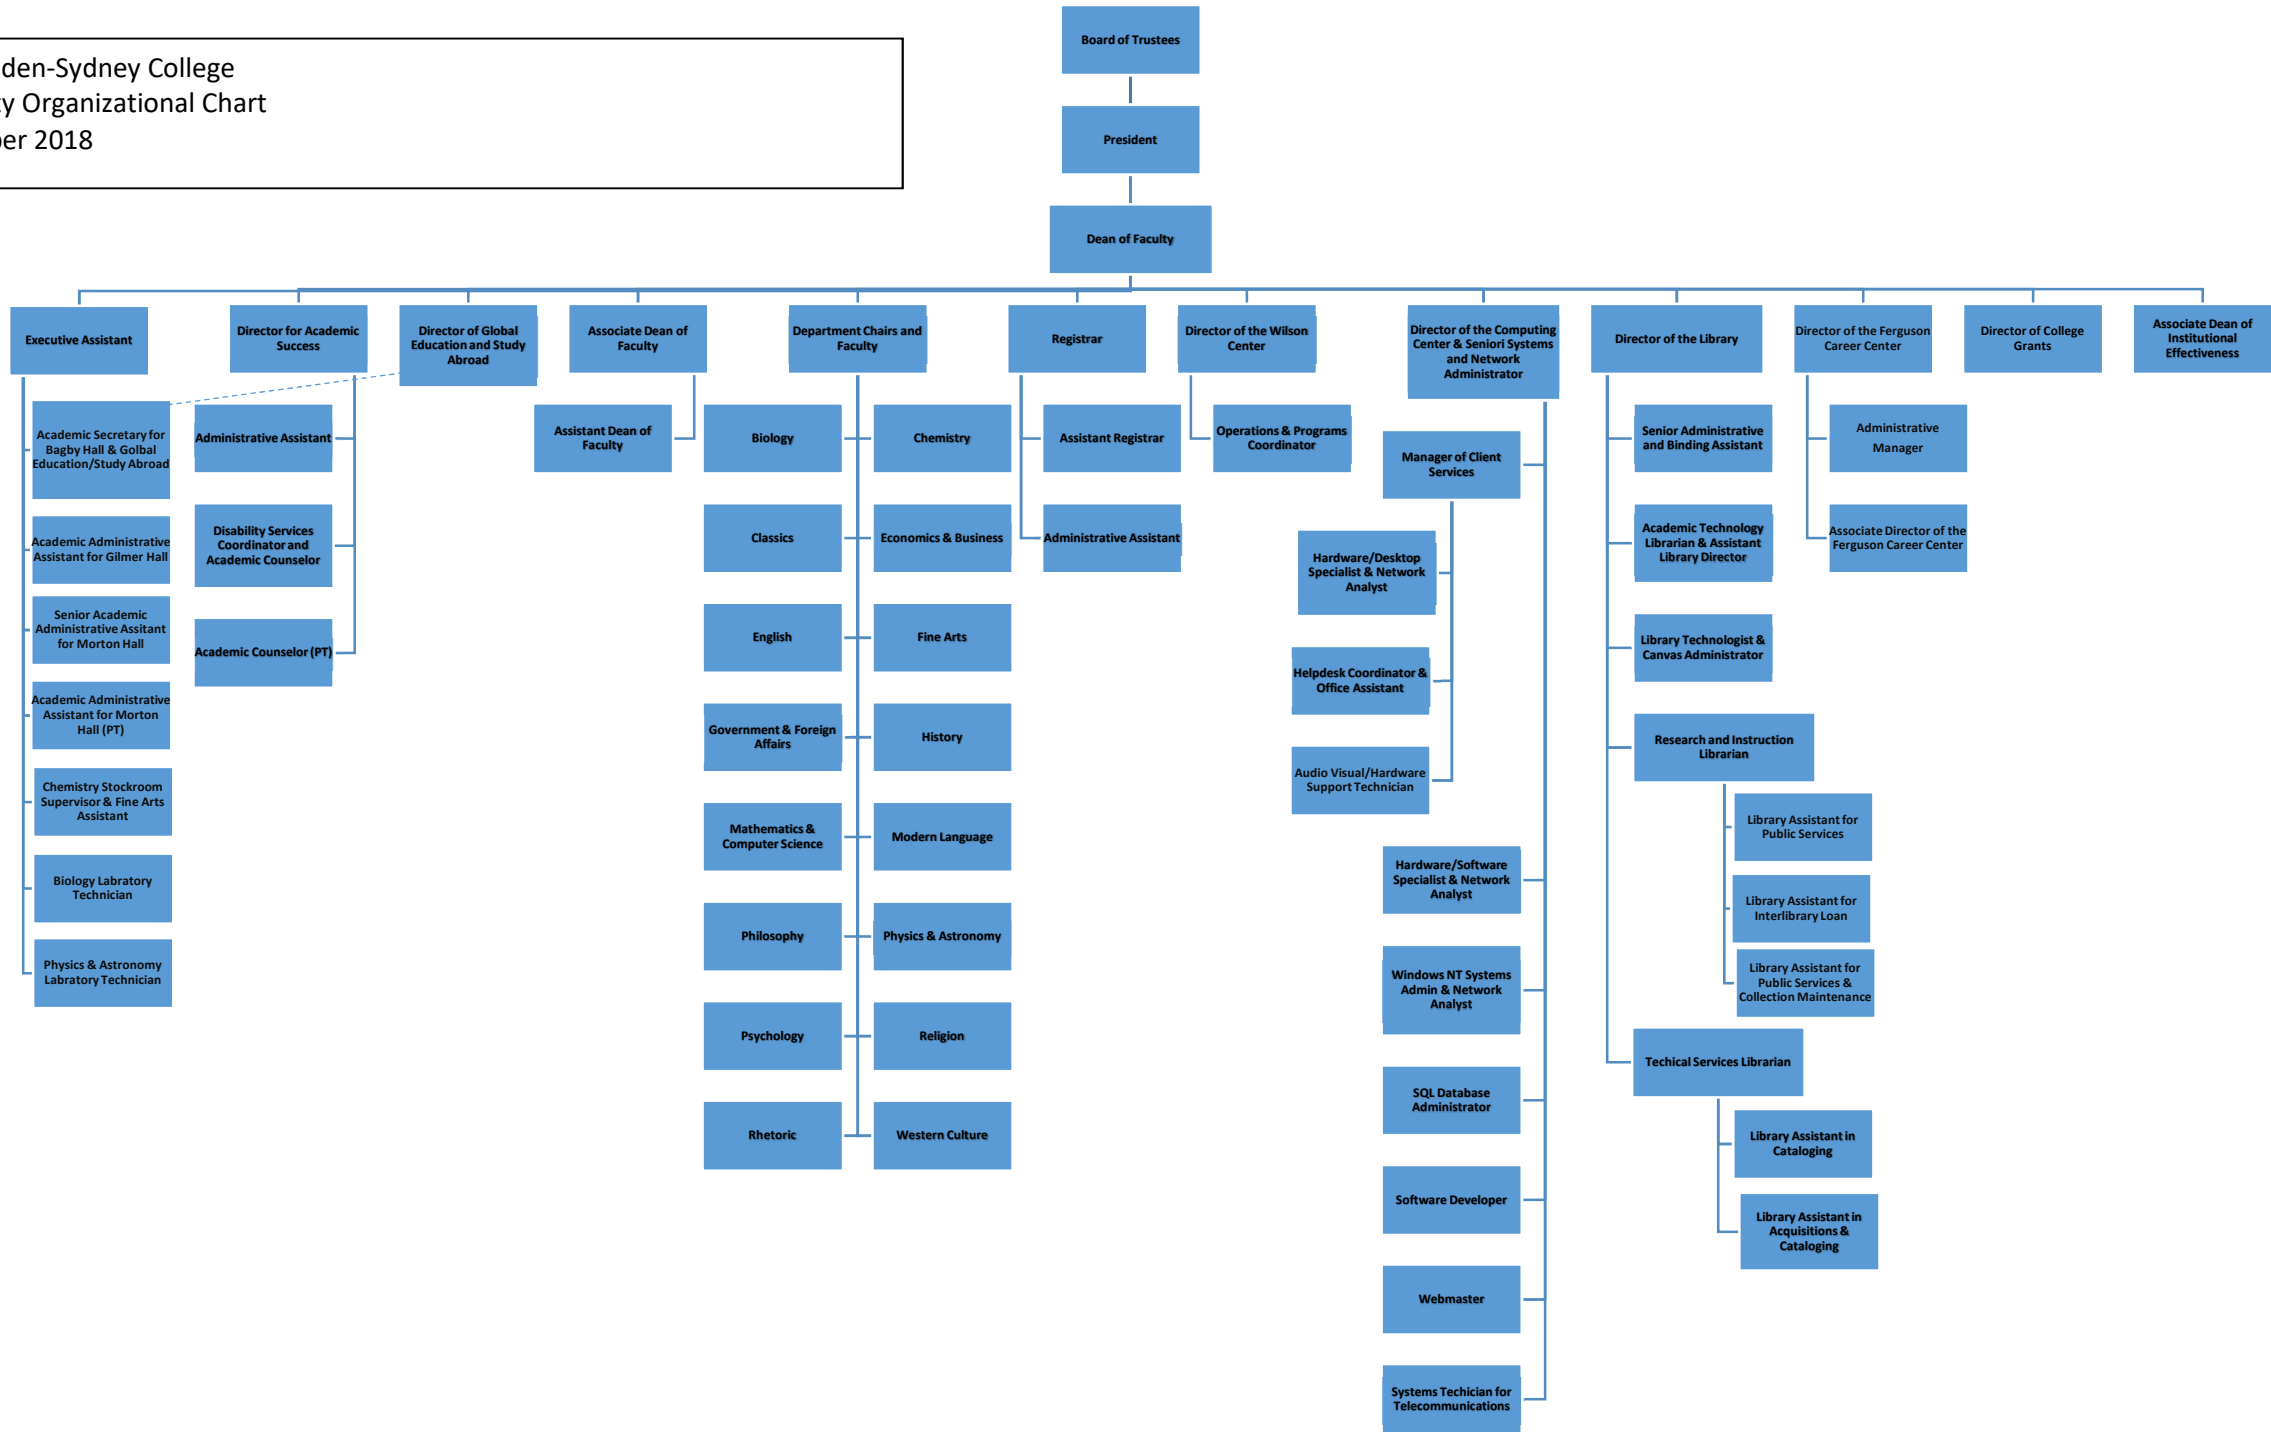 den-Sydney College
y Organizational Chart
er 2018
Board of Trustees
President
Dean of Faculty
Executive Assistant
Director for Academic
Success
Director of Global
Education and Study
Abroad
Associate Dean of
Faculty
Department Chairs and
Faculty
Registrar
Director of the Wilson
Center
Director of the Computing
Center & Seniori Systems
and Network
Administrator
Director of the Library
Director of the Ferguson
Career Center
Director of College
Grants
Associate Dean of
Institutional
Effectiveness
Academic Secretary for
Bagby Hall & Golbal
Education/Study Abroad
Academic Administrative
Assistant for Gilmer Hall
Senior Academic
Administrative Assitant
for Morton Hall
Academic Administrative
Assistant for Morton
Hall (PT)
Chemistry Stockroom
Supervisor & Fine Arts
Assistant
Biology Labratory
Technician
Physics & Astronomy
Labratory Technician
Administrative Assistant
Disability Services
Coordinator and
Academic Counselor
Academic Counselor (PT)
Assistant Dean of
Faculty
Biology
Chemistry
Classics
Economics & Business
English
Fine Arts
Government & Foreign
Affairs
History
Mathematics &
Computer Science
Modern Language
Philosophy
Physics & Astronomy
Psychology
Religion
Rhetoric
Western Culture
Assistant Registrar
Administrative Assistant
Operations & Programs
Coordinator
Manager of Client
Services
Hardware/Desktop
Specialist & Network
Analyst
Helpdesk Coordinator &
Office Assistant
Audio Visual/Hardware
Support Technician
Hardware/Software
Specialist & Network
Analyst
Windows NT Systems
Admin & Network
Analyst
SQL Database
Administrator
Software Developer
Webmaster
Systems Techician for
Telecommunications
Senior Administrative
and Binding Assistant
Academic Technology
Librarian & Assistant
Library Director
Library Technologist &
Canvas Administrator
Research and Instruction
Librarian
Library Assistant for
Public Services
Library Assistant for
Interlibrary Loan
Library Assistant for
Public Services &
Collection Maintenance
Techical Services Librarian
Library Assistant in
Cataloging
Library Assistant in
Acquisitions &
Cataloging
Administrative
Manager
Associate Director of the
Ferguson Career Center